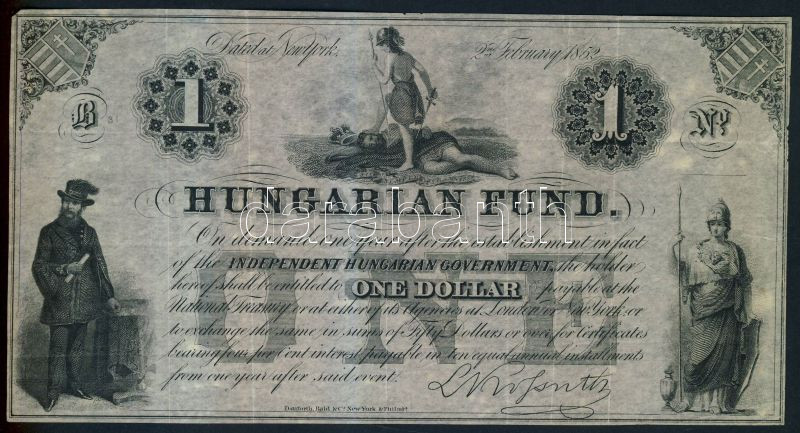 Dated at New York, 2nd February 1852
1 1
B
HUNGARIAN FUND.
darabanth
On demand one year after the establishment in fact
of the INDEPENDENT HUNGARIAN GOVERNMENT, the holder
hereof shall be entitled to ONE DOLLAR payable at the
National Treasury or at either of its Agencies at London or New York, or
to exchange the same in sums of Fifty Dollars or over, for Certificates
bearing four per Cent interest, payable in ten equal annual installments
from one year after said event.
ONE
Danforth, Bald & Co. New York & Philada.